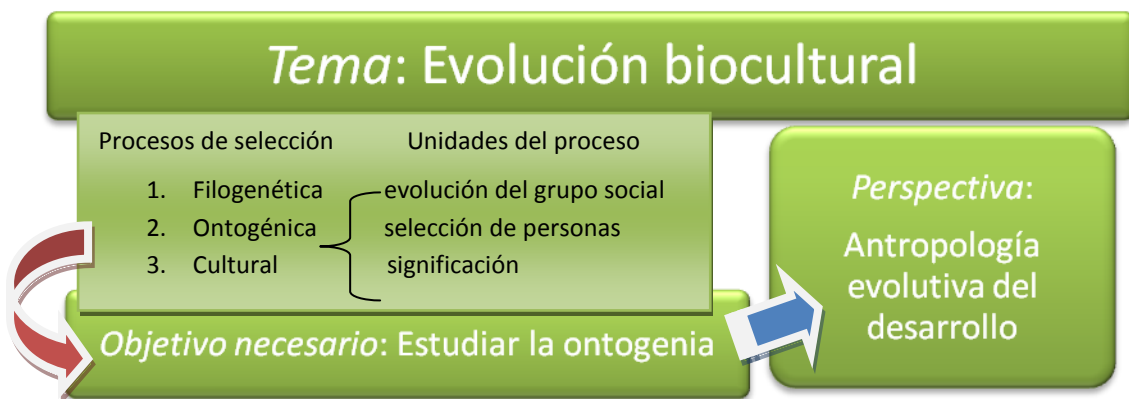 Tema: Evolución biocultural
Procesos de selección Unidades del proceso
1. Filogenética evolución del grupo social
2. Ontogénica selección de personas
3. Cultural significación
Objetivo necesario: Estudiar la ontogenia
Perspectiva:
Antropología
evolutiva del
desarrollo